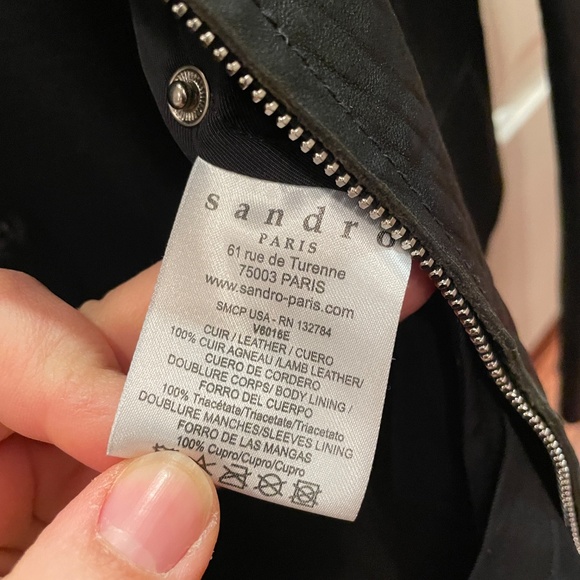 sandro
PARIS
61 rue de Turenne
75003 PARIS
www.sandro-paris.com
SMCP USA - RN 132784
V6016E
CUIR / LEATHER / CUERO
100% CUIR AGNEAU/LAMB LEATHER/
CUERO DE CORDERO
DOUBLURE CORPS/ BODY LINING /
FORRO DEL CUERPO
100% Triacétate/Triacetate/Triacetato
DOUBLURE MANCHES/SLEEVES LINING
FORRO DE LAS MANGAS
100% Cupro/Cupro/Cupro